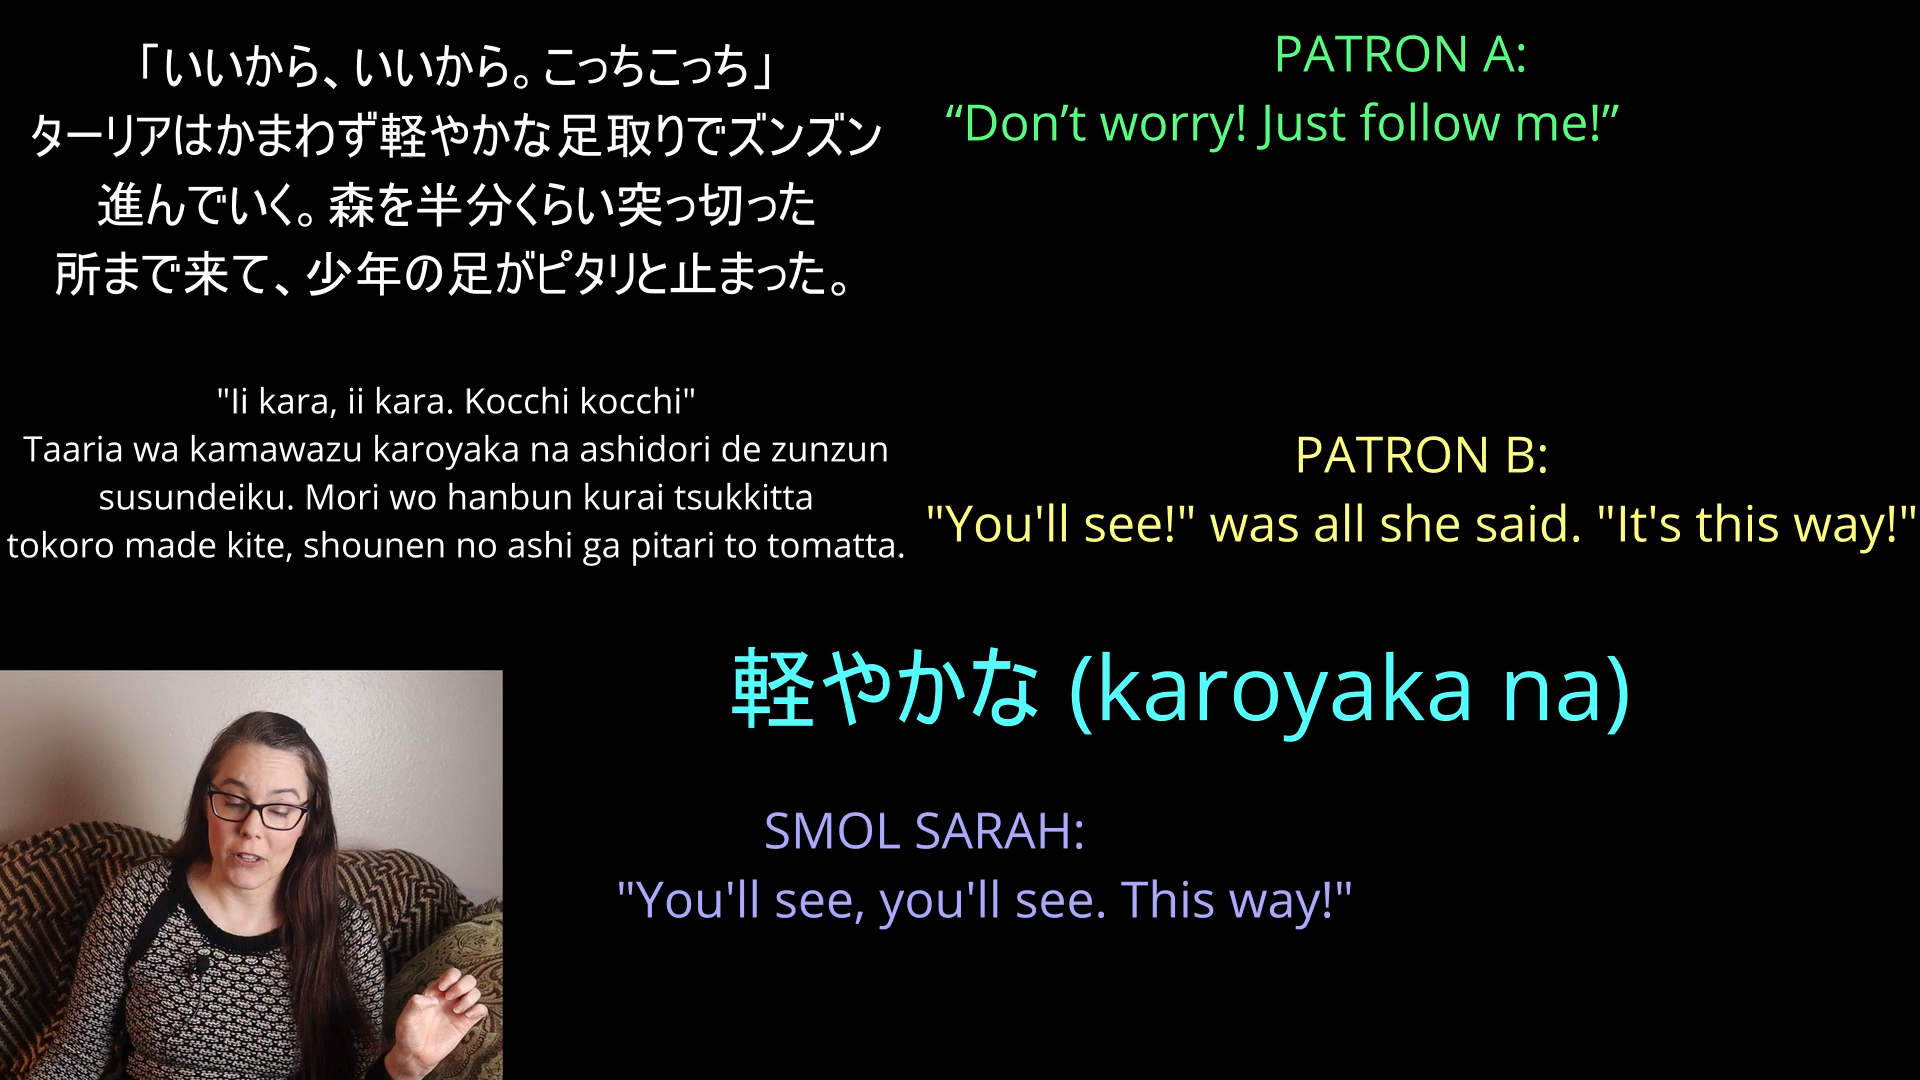 「いいから、いいから。こっちこっち」
ターリアはかまわず軽やかな足取りでズンズン
進んでいく。森を半分くらい突っ切った
所まで来て、少年の足がピタリと止まった。
"Ii kara, ii kara. Kocchi kocchi"
Taaria wa kamawazu karoyaka na ashidori de zunzun
susundeiku. Mori wo hanbun kurai tsukkitta
tokoro made kite, shounen no ashi ga pitari to tomatta.
PATRON A:
“Don’t worry! Just follow me!”
PATRON B:
"You'll see!" was all she said. "It's this way!"
軽やかな (karoyaka na)
SMOL SARAH:
"You'll see, you'll see. This way!"